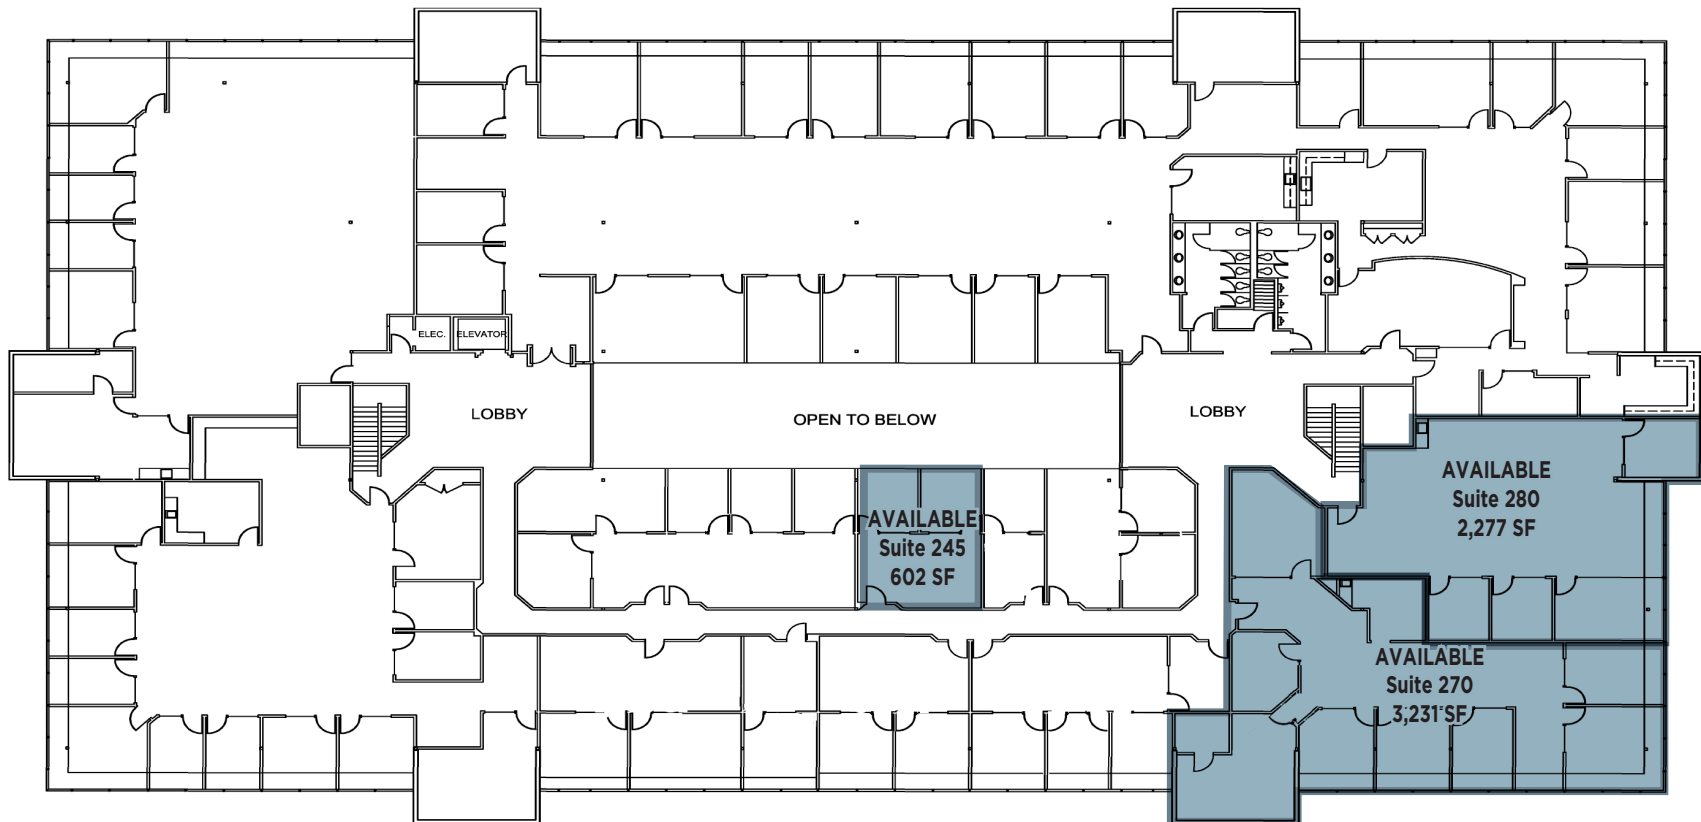 ELEC.
ELEVATOR
LOBBY
OPEN TO BELOW
LOBBY
AVAILABLE
Suite 280
2,277 SF
AVAILABLE
Suite 245
602 SF
AVAILABLE
Suite 270
3,231 SF